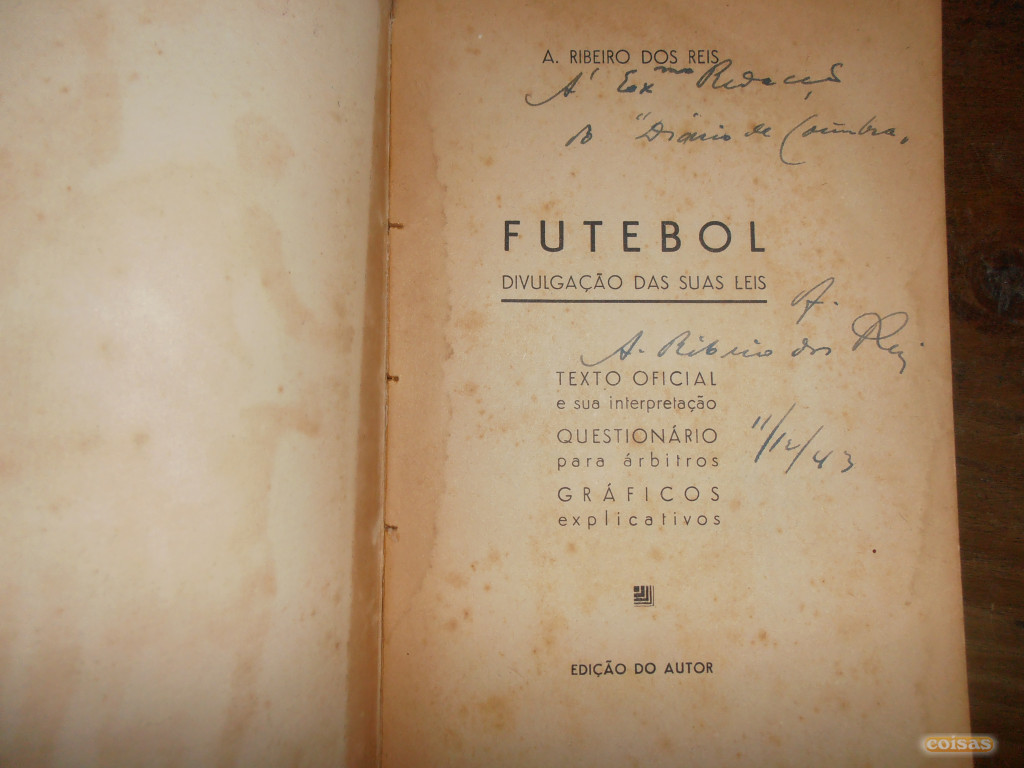 A. RIBEIRO DOS REIS
A' Exmª Redacção
do "Diário de Coimbra,
FUTEBOL
DIVULGAÇÃO DAS SUAS LEIS
of.
A. Ribeiro dos Reis
TEXTO OFICIAL
e sua interpretação
QUESTIONÁRIO
para árbitros
11/12/43
GRÁFICOS
explicativos
EDIÇÃO DO AUTOR
coisas